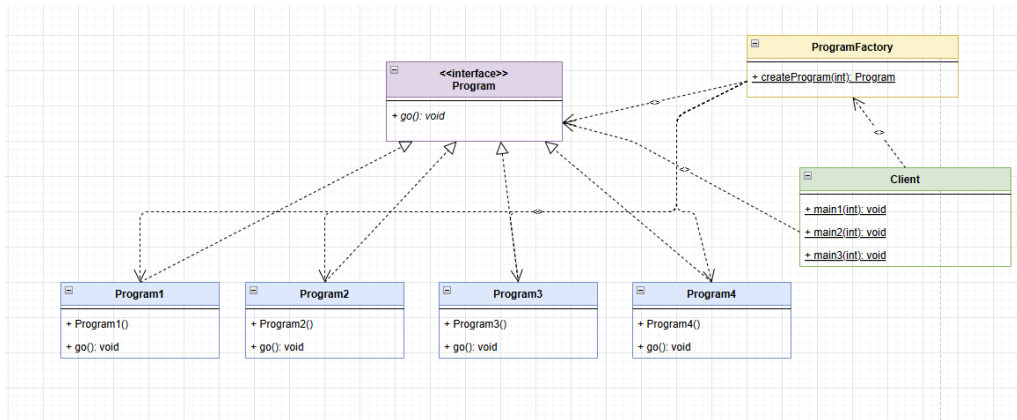 ProgramFactory
+ createProgram(int): Program
<<interface>>
Program
+ go(): void
<>
<>
<>
Client
+ main1(int): void
+ main2(int): void
+ main3(int): void
<>
Program1
+ Program1()
+ go(): void
Program2
+ Program2()
+ go(): void
Program3
+ Program3()
+ go(): void
Program4
+ Program4()
+ go(): void